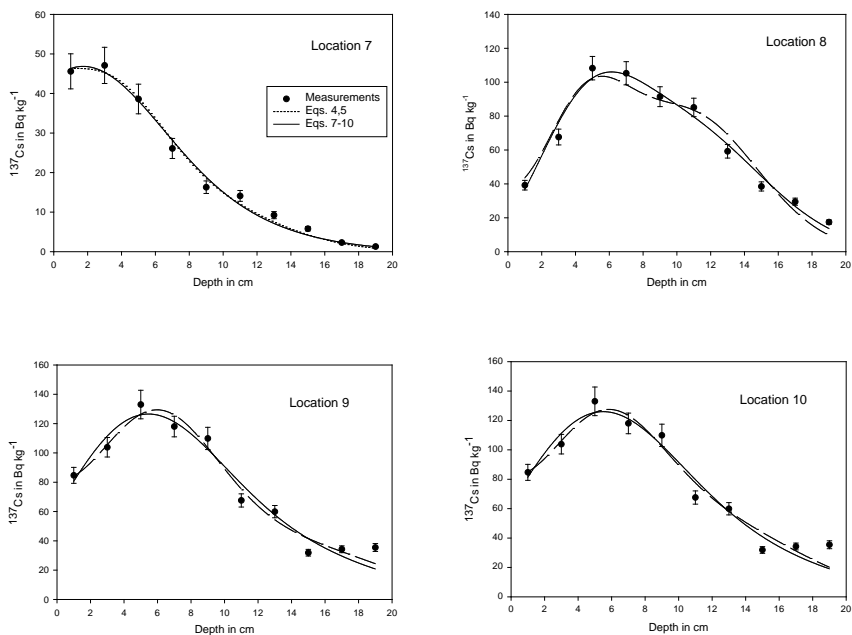 60
50
40
30
20
10
0
0 2 4 6 8 10 12 14 16 18 20
Depth in cm
¹³⁷Cs in Bq kg⁻¹
Location 7
Measurements
Eqs. 4,5
Eqs. 7-10
140
120
100
80
60
40
20
0
0 2 4 6 8 10 12 14 16 18 20
Depth in cm
¹³⁷Cs in Bq kg⁻¹
Location 8
160
140
120
100
80
60
40
20
0
0 2 4 6 8 10 12 14 16 18 20
Depth in cm
¹³⁷Cs in Bq kg⁻¹
Location 9
160
140
120
100
80
60
40
20
0
0 2 4 6 8 10 12 14 16 18 20
Depth in cm
¹³⁷Cs in Bq kg⁻¹
Location 10